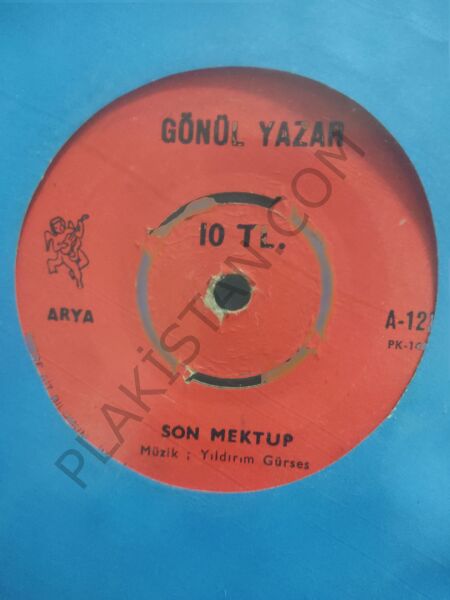 GÖNÜL YAZAR
10 TL.
ARYA
SON MEKTUP
Müzik ; Yıldırım Gürses
PLAKİSTAN.COM